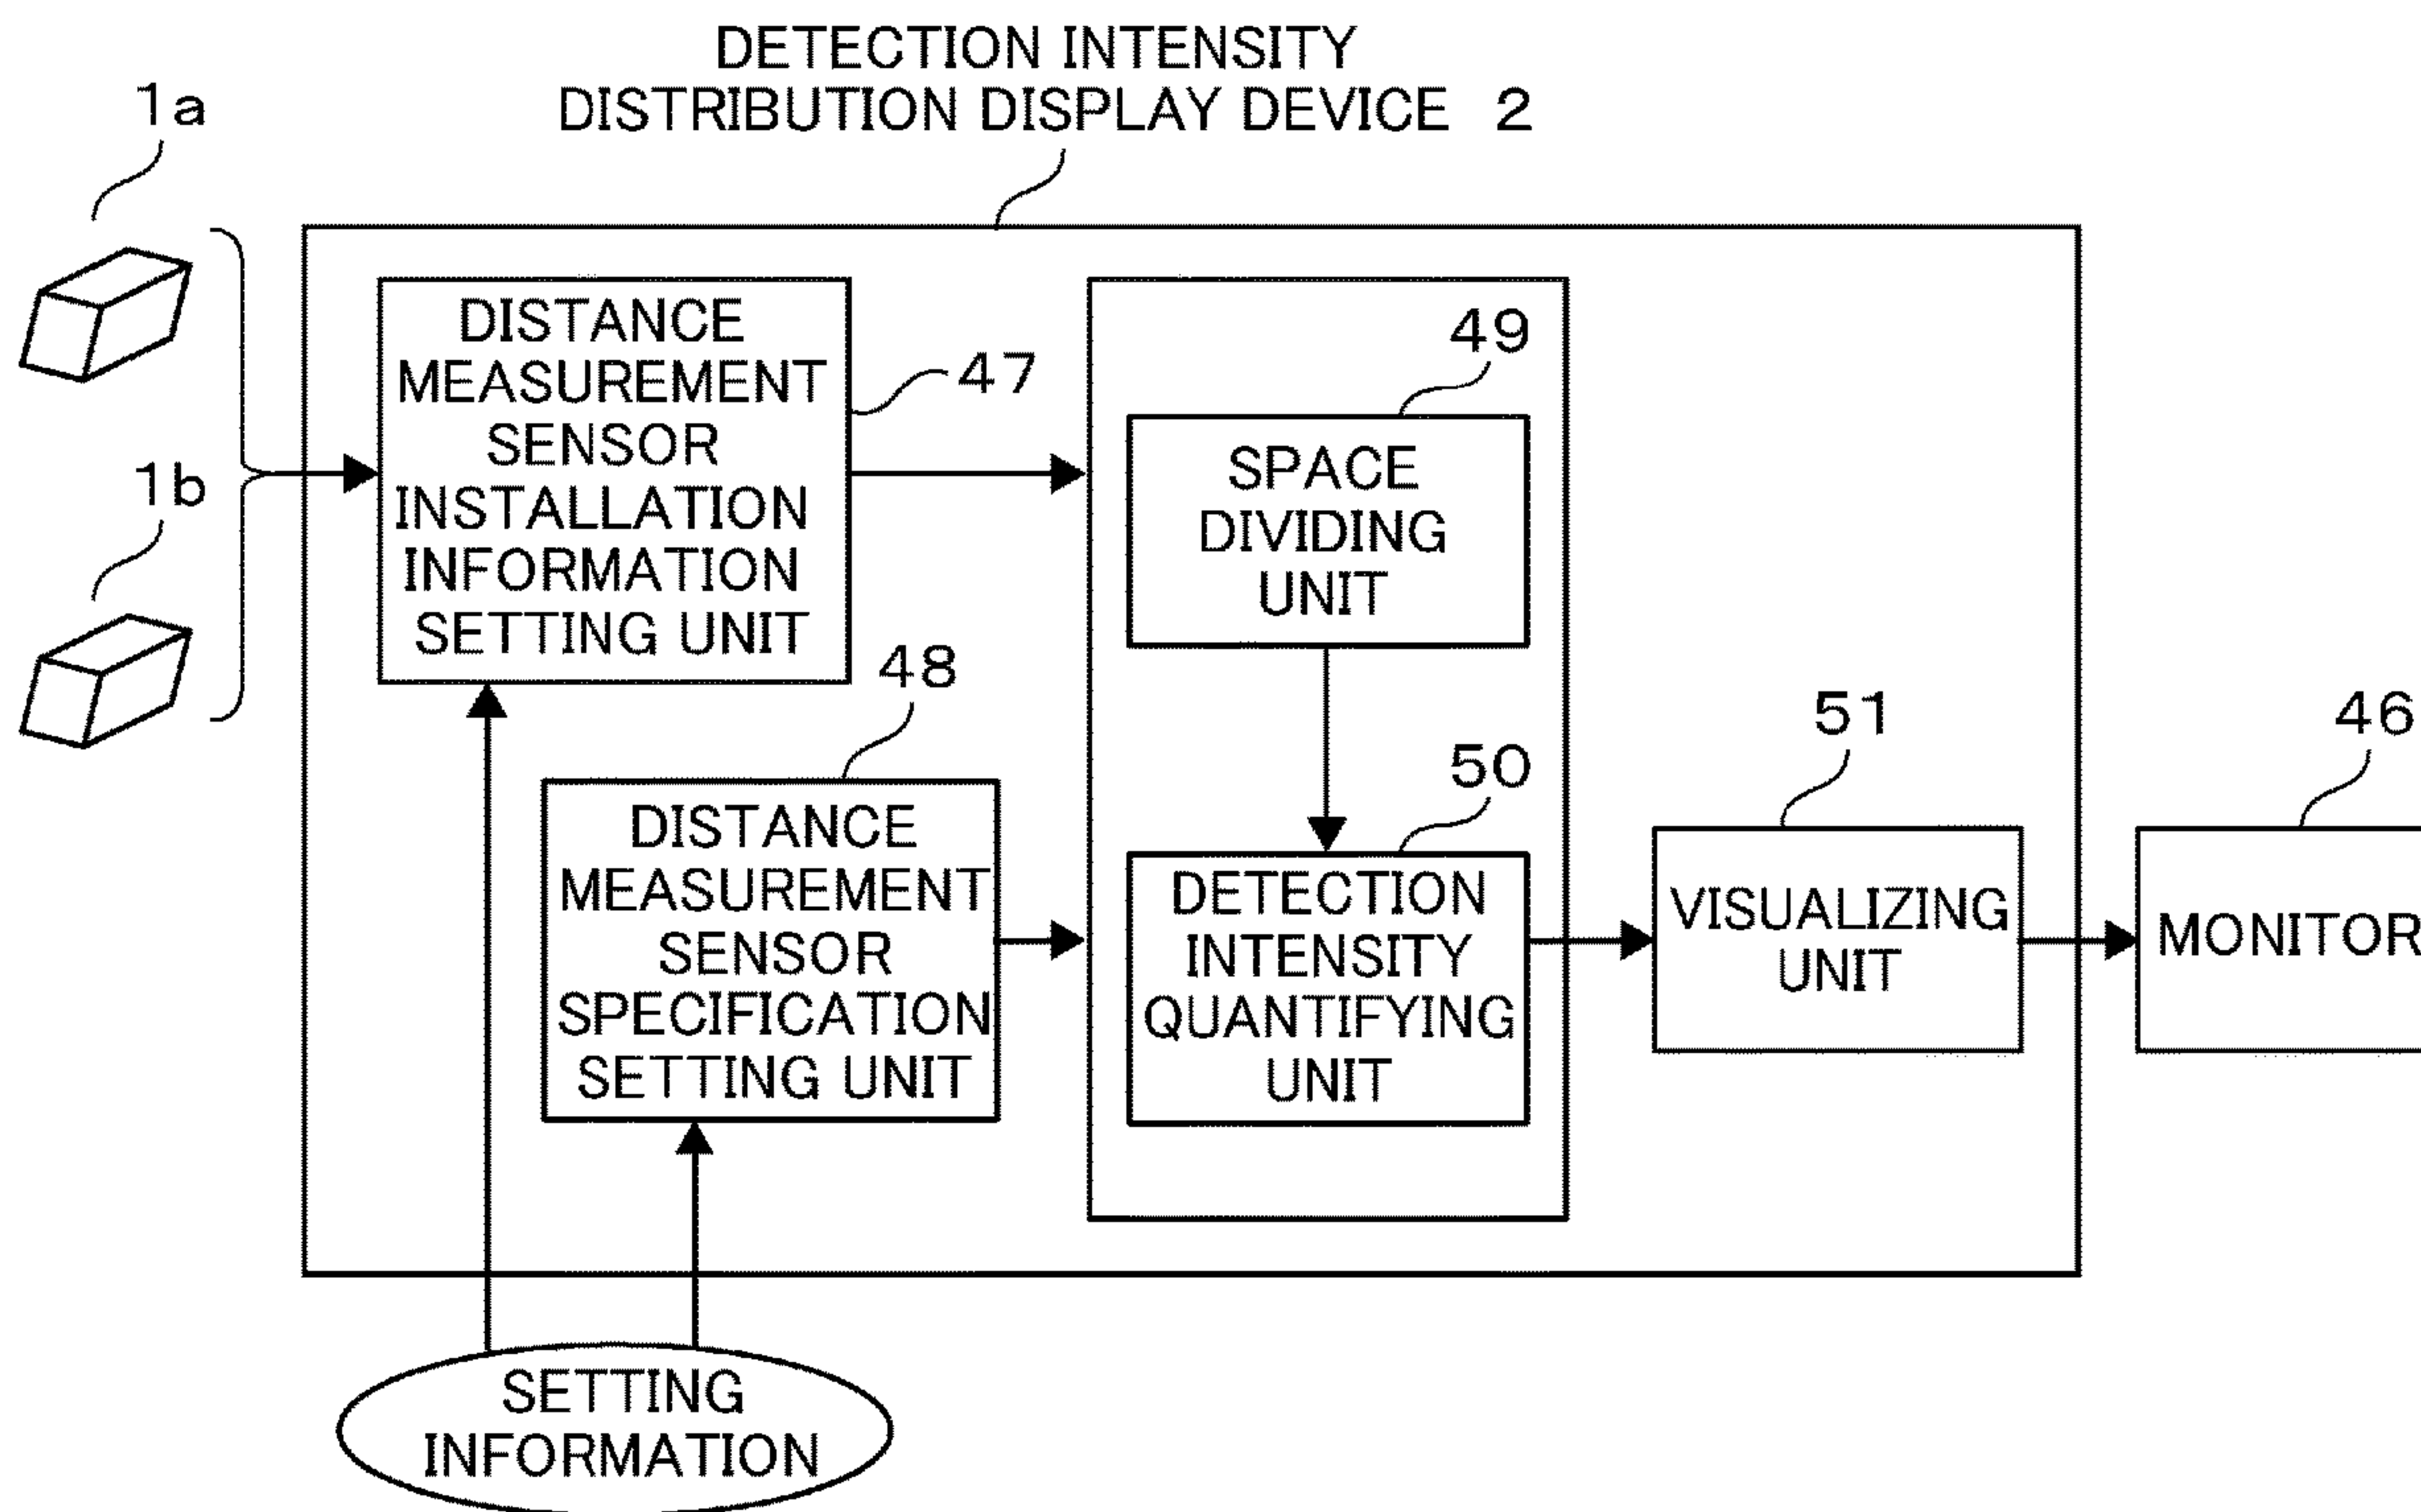 DETECTION INTENSITY
DISTRIBUTION DISPLAY DEVICE 2
1a
1b
DISTANCE
MEASUREMENT
SENSOR
INSTALLATION
INFORMATION
SETTING UNIT
47
48
DISTANCE
MEASUREMENT
SENSOR
SPECIFICATION
SETTING UNIT
49
SPACE
DIVIDING
UNIT
50
DETECTION
INTENSITY
QUANTIFYING
UNIT
51
VISUALIZING
UNIT
46
MONITOR
SETTING
INFORMATION